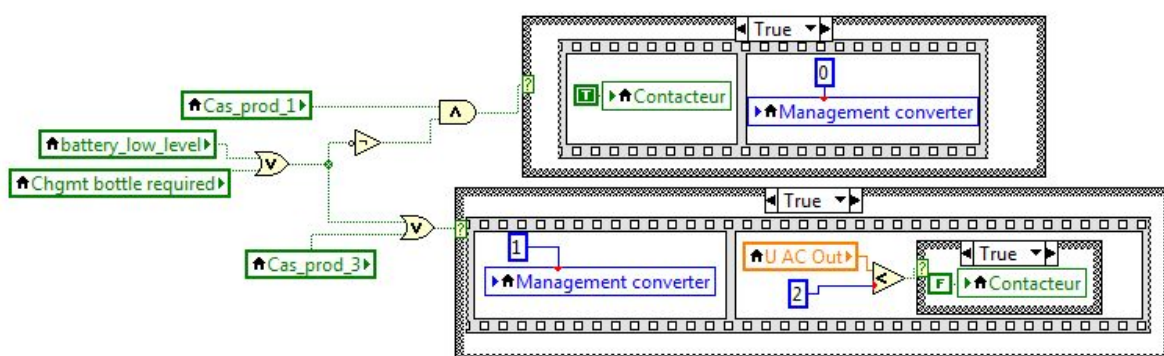 True
T
Contacteur
0
Management converter
Cas_prod_1
battery_low_level
Chgmt bottle required
Cas_prod_3
True
1
Management converter
U AC Out
2
True
F
Contacteur